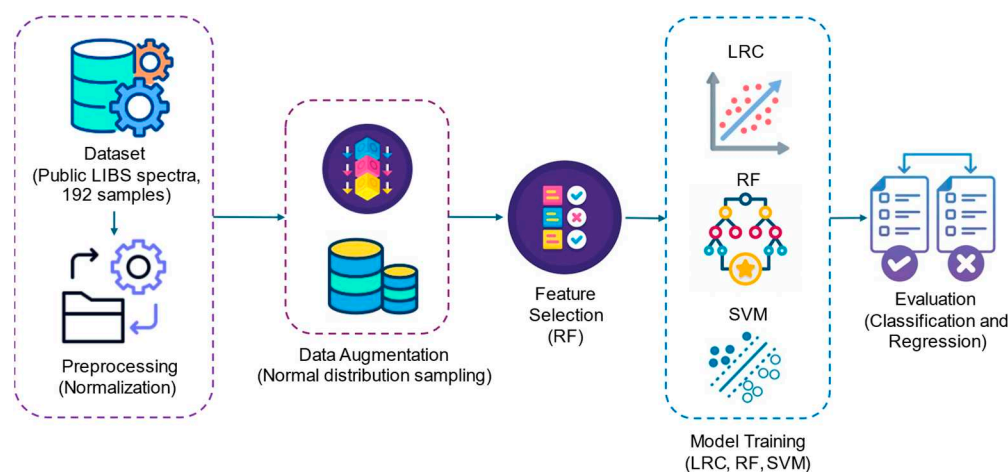 Dataset
(Public LIBS spectra,
192 samples)
Preprocessing
(Normalization)
Data Augmentation
(Normal distribution sampling)
Feature
Selection
(RF)
LRC
RF
SVM
Model Training
(LRC, RF, SVM)
Evaluation
(Classification and
Regression)